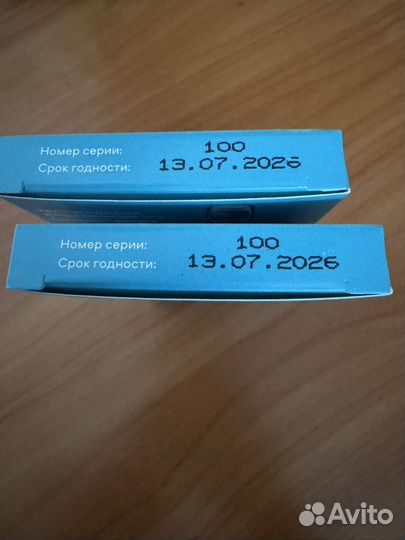 Номер серии: 100
Срок годности: 13.07.2026
Номер серии: 100
Срок годности: 13.07.2026
Avito